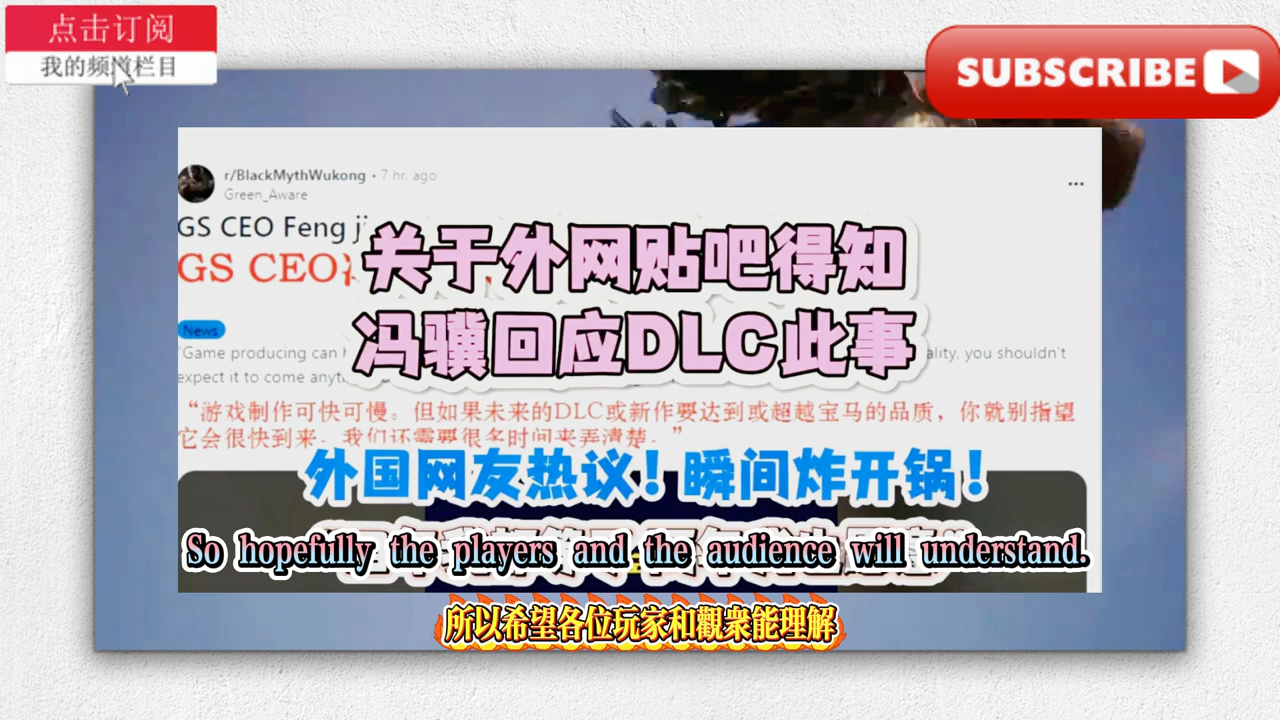 点击订阅
我的频道栏目
SUBSCRIBE
r/BlackMythWukong • 7 hr. ago
Green_Aware
GS CEO Feng
GS CEO
关于外网贴吧得知
冯骥回应DLC此事
News
"Game producing can
ality. you shouldn't
expect it to come
“游戏制作可快可慢。但如果未来的DLC或新作要达到或超越宝马的品质，你就别指望
它会很快到来。我们还需要很多时间来弄清楚。”
外国网友热议！瞬间炸开锅！
So hopefully the players and the audience will understand.
所以希望各位玩家和觀衆能理解